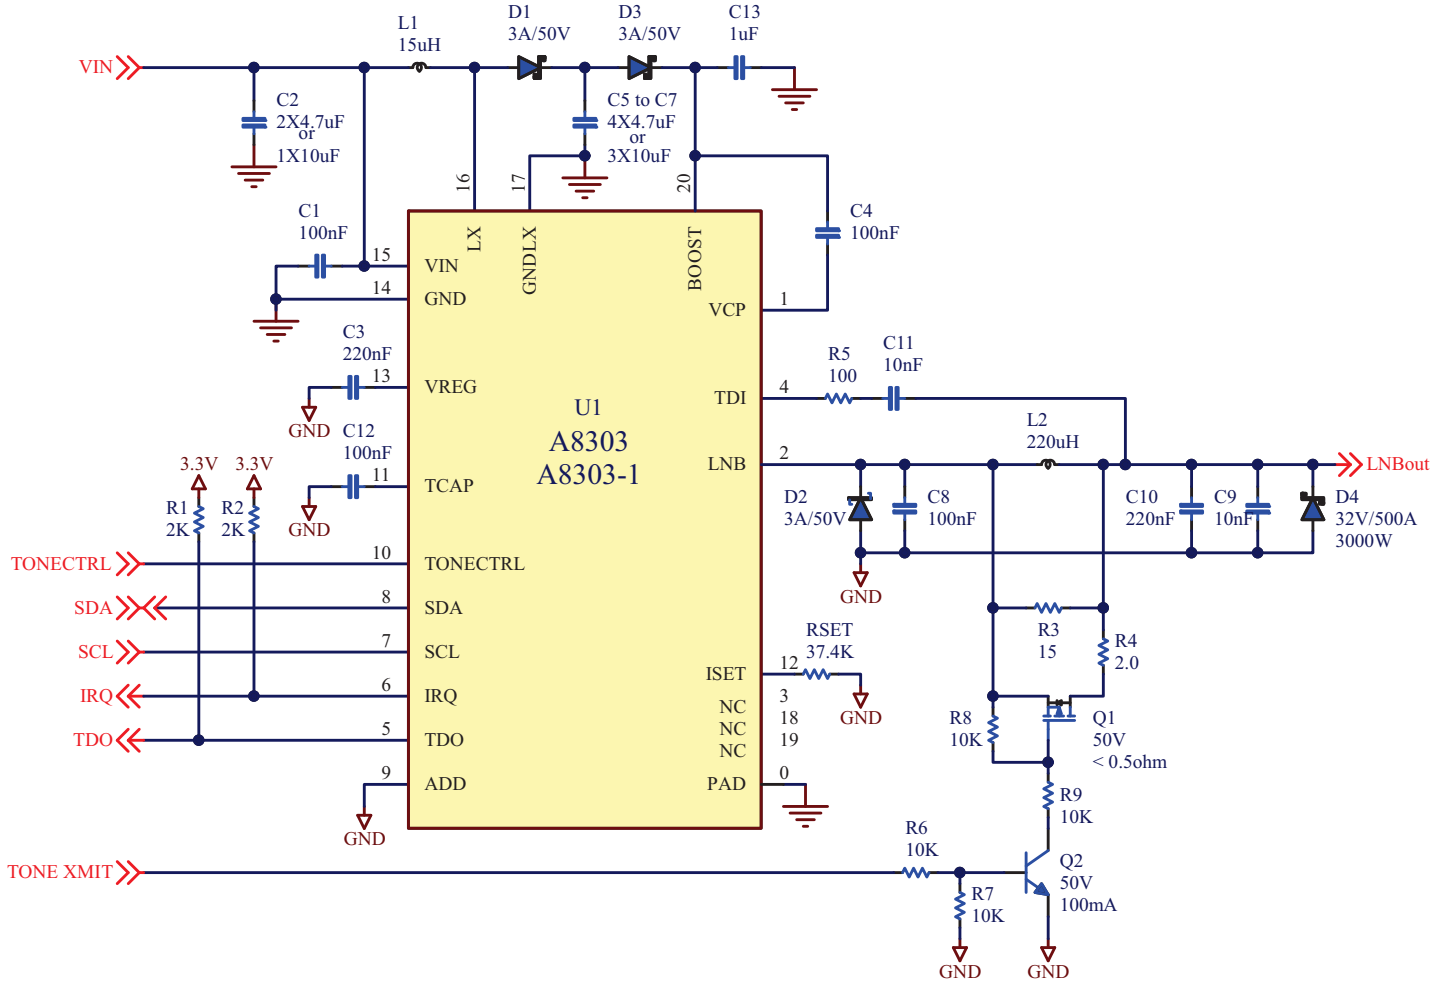 D1
3A/50V
D3
3A/50V
C13
1uF
L1
15uH
VIN
C2
2X4.7uF
or
1X10uF
C5 to C7
4X4.7uF
or
3X10uF
16
17
20
C1
100nF
C4
100nF
LX
GNDLX
BOOST
15
VIN
14
GND
VCP
1
C3
220nF
13
VREG
GND
R5
100
C11
10nF
TDI
4
U1
A8303
A8303-1
C12
100nF
11
TCAP
GND
L2
220uH
LNB
2
LNBout
3.3V
3.3V
R1
2K
R2
2K
D2
3A/50V
C8
100nF
C10
220nF
C9
10nF
D4
32V/500A
3000W
GND
TONECTRL
10
TONECTRL
SDA
8
SDA
SCL
7
SCL
IRQ
6
IRQ
TDO
5
TDO
9
ADD
GND
RSET
37.4K
ISET
12
GND
NC
3
NC
18
NC
19
PAD
0
R3
15
R4
2.0
R8
10K
Q1
50V
< 0.5ohm
R9
10K
TONE XMIT
R6
10K
R7
10K
Q2
50V
100mA
GND
GND